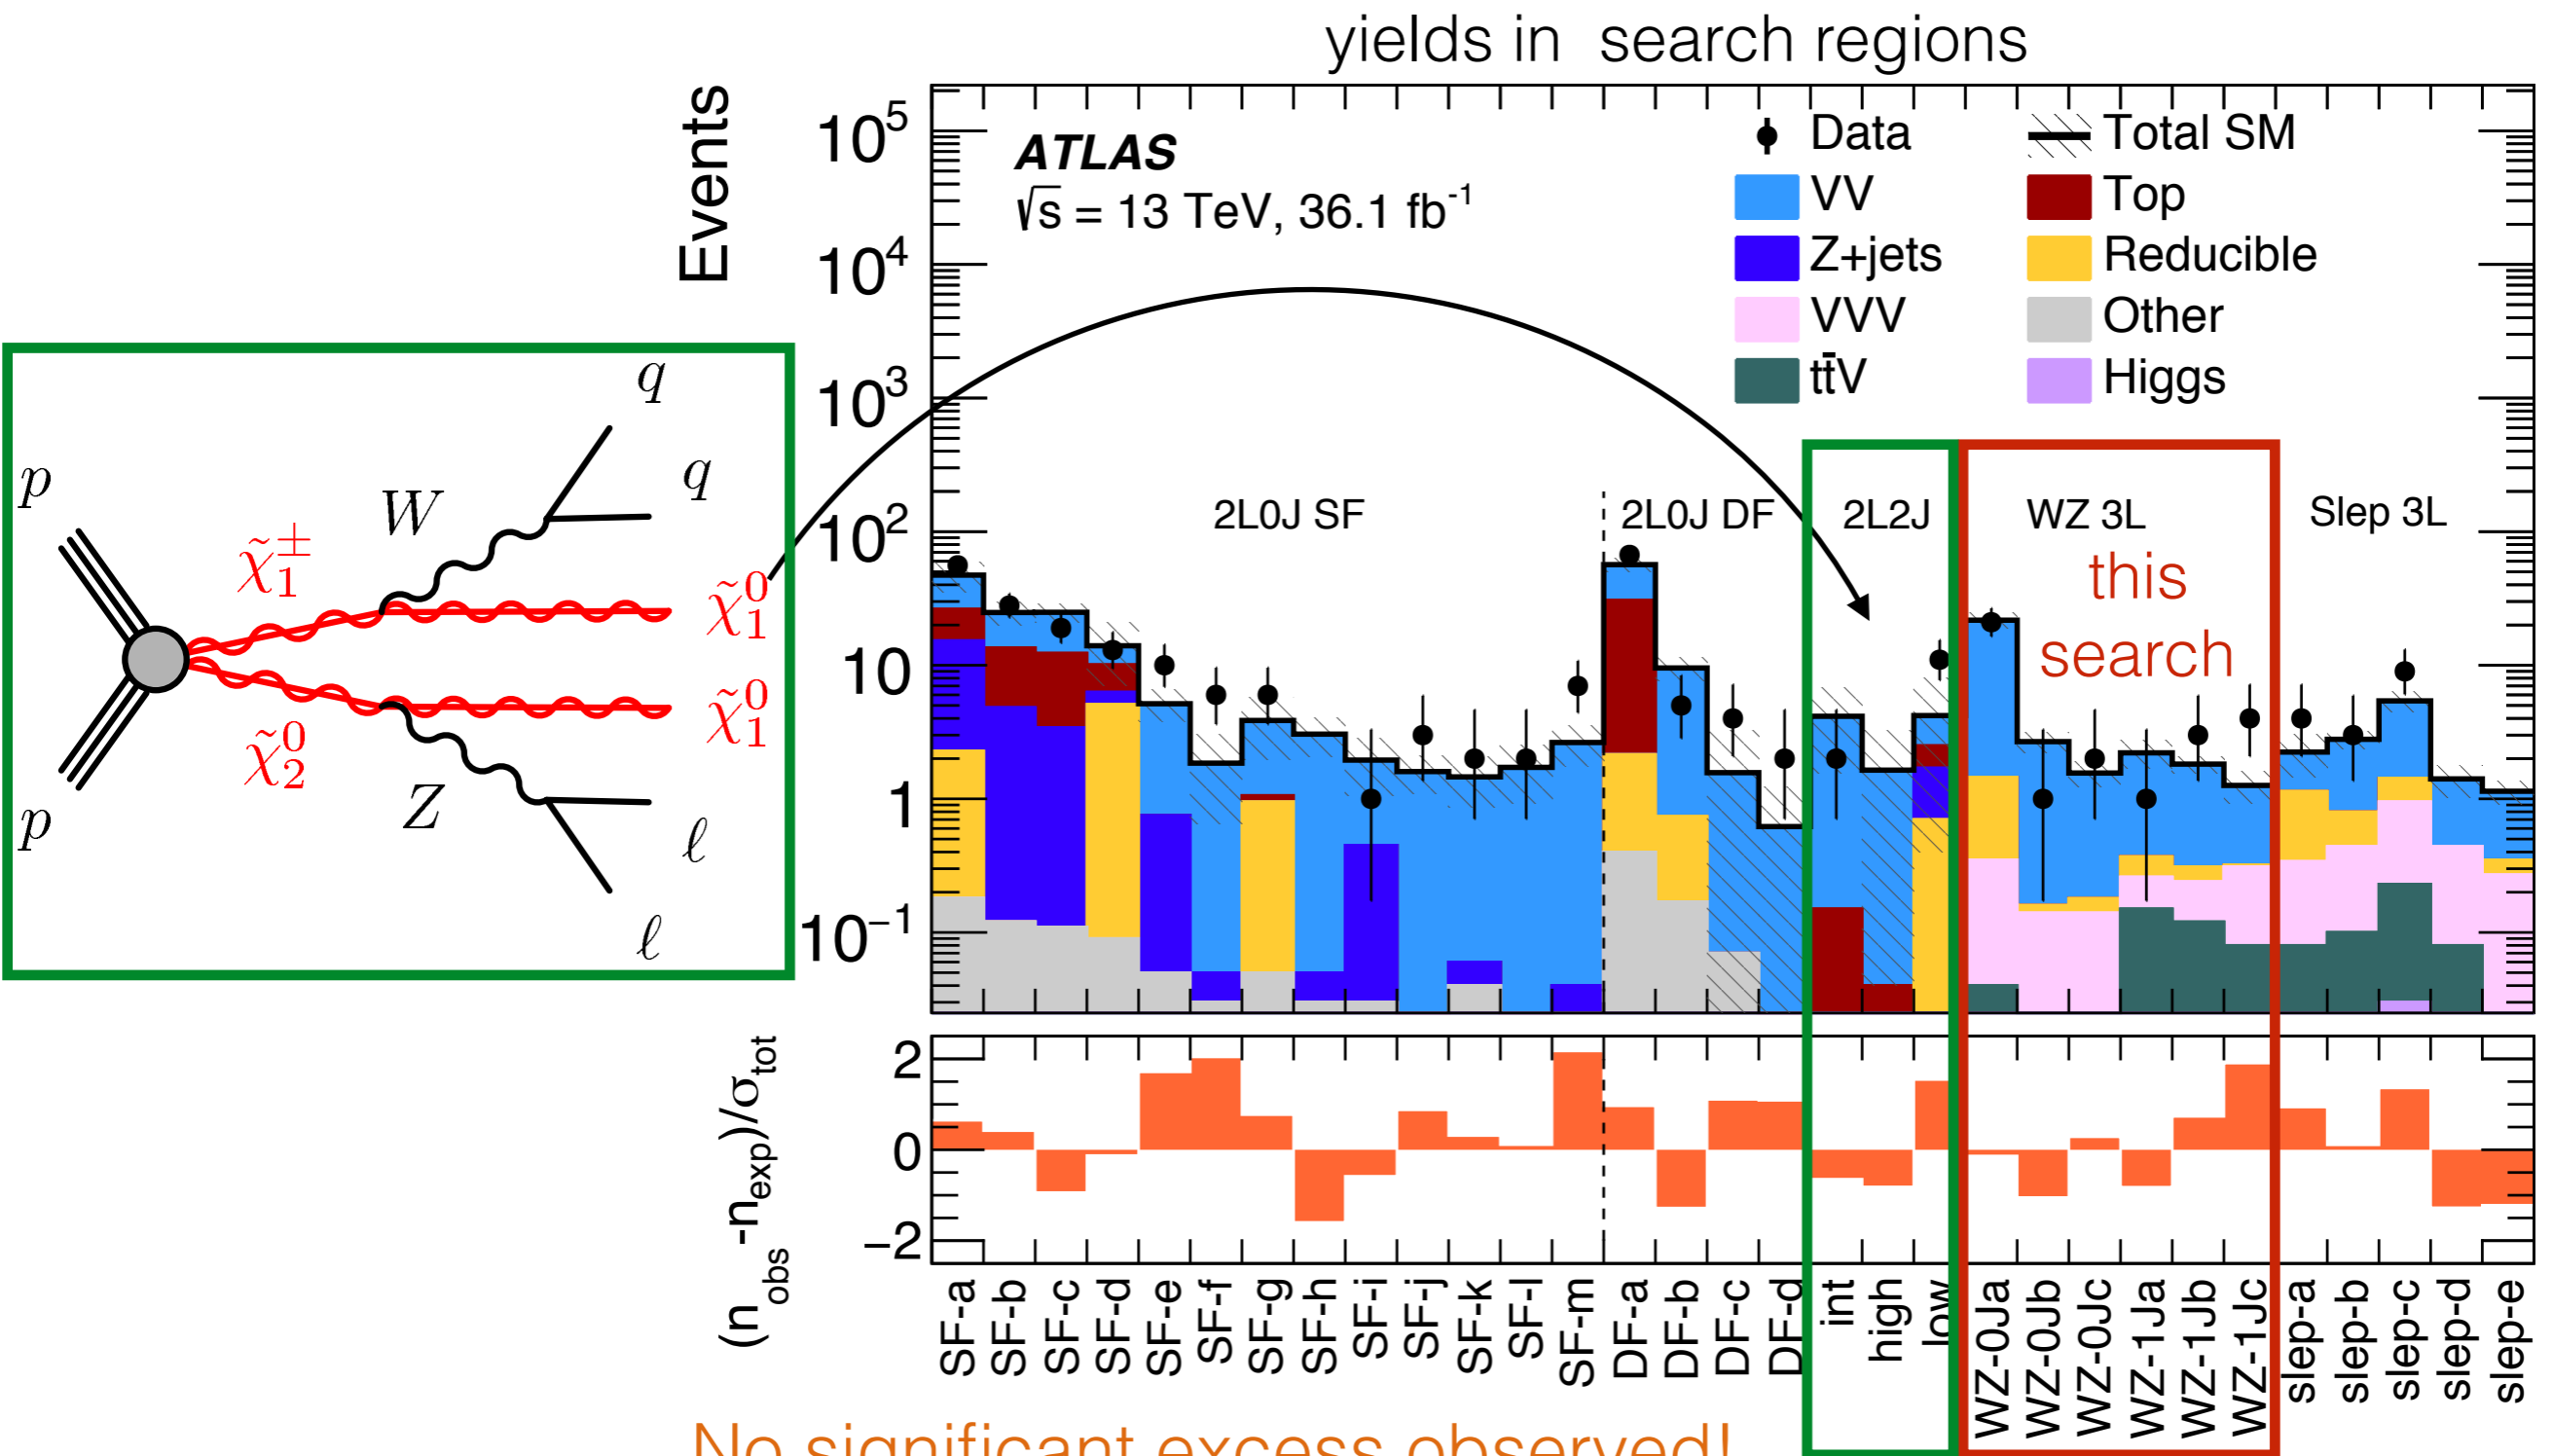 yields in search regions
Events
10⁵
10⁴
10³
10²
10
1
10⁻¹
ATLAS
√s = 13 TeV, 36.1 fb⁻¹
Data
Total SM
VV
Top
Z+jets
Reducible
VVV
Other
tt̄V
Higgs
2L0J SF
2L0J DF
2L2J
WZ 3L
Slep 3L
this
search
p
p
χ̃₁±
χ̃₂⁰
W
Z
q
q
χ̃₁⁰
χ̃₁⁰
ℓ
ℓ
(n_obs -n_exp)/σ_tot
2
0
−2
SF-a
SF-b
SF-c
SF-d
SF-e
SF-f
SF-g
SF-h
SF-i
SF-j
SF-k
SF-l
SF-m
DF-a
DF-b
DF-c
DF-d
int
high
low
WZ-0Ja
WZ-0Jb
WZ-0Jc
WZ-1Ja
WZ-1Jb
WZ-1Jc
slep-a
slep-b
slep-c
slep-d
slep-e
No significant excess observed!